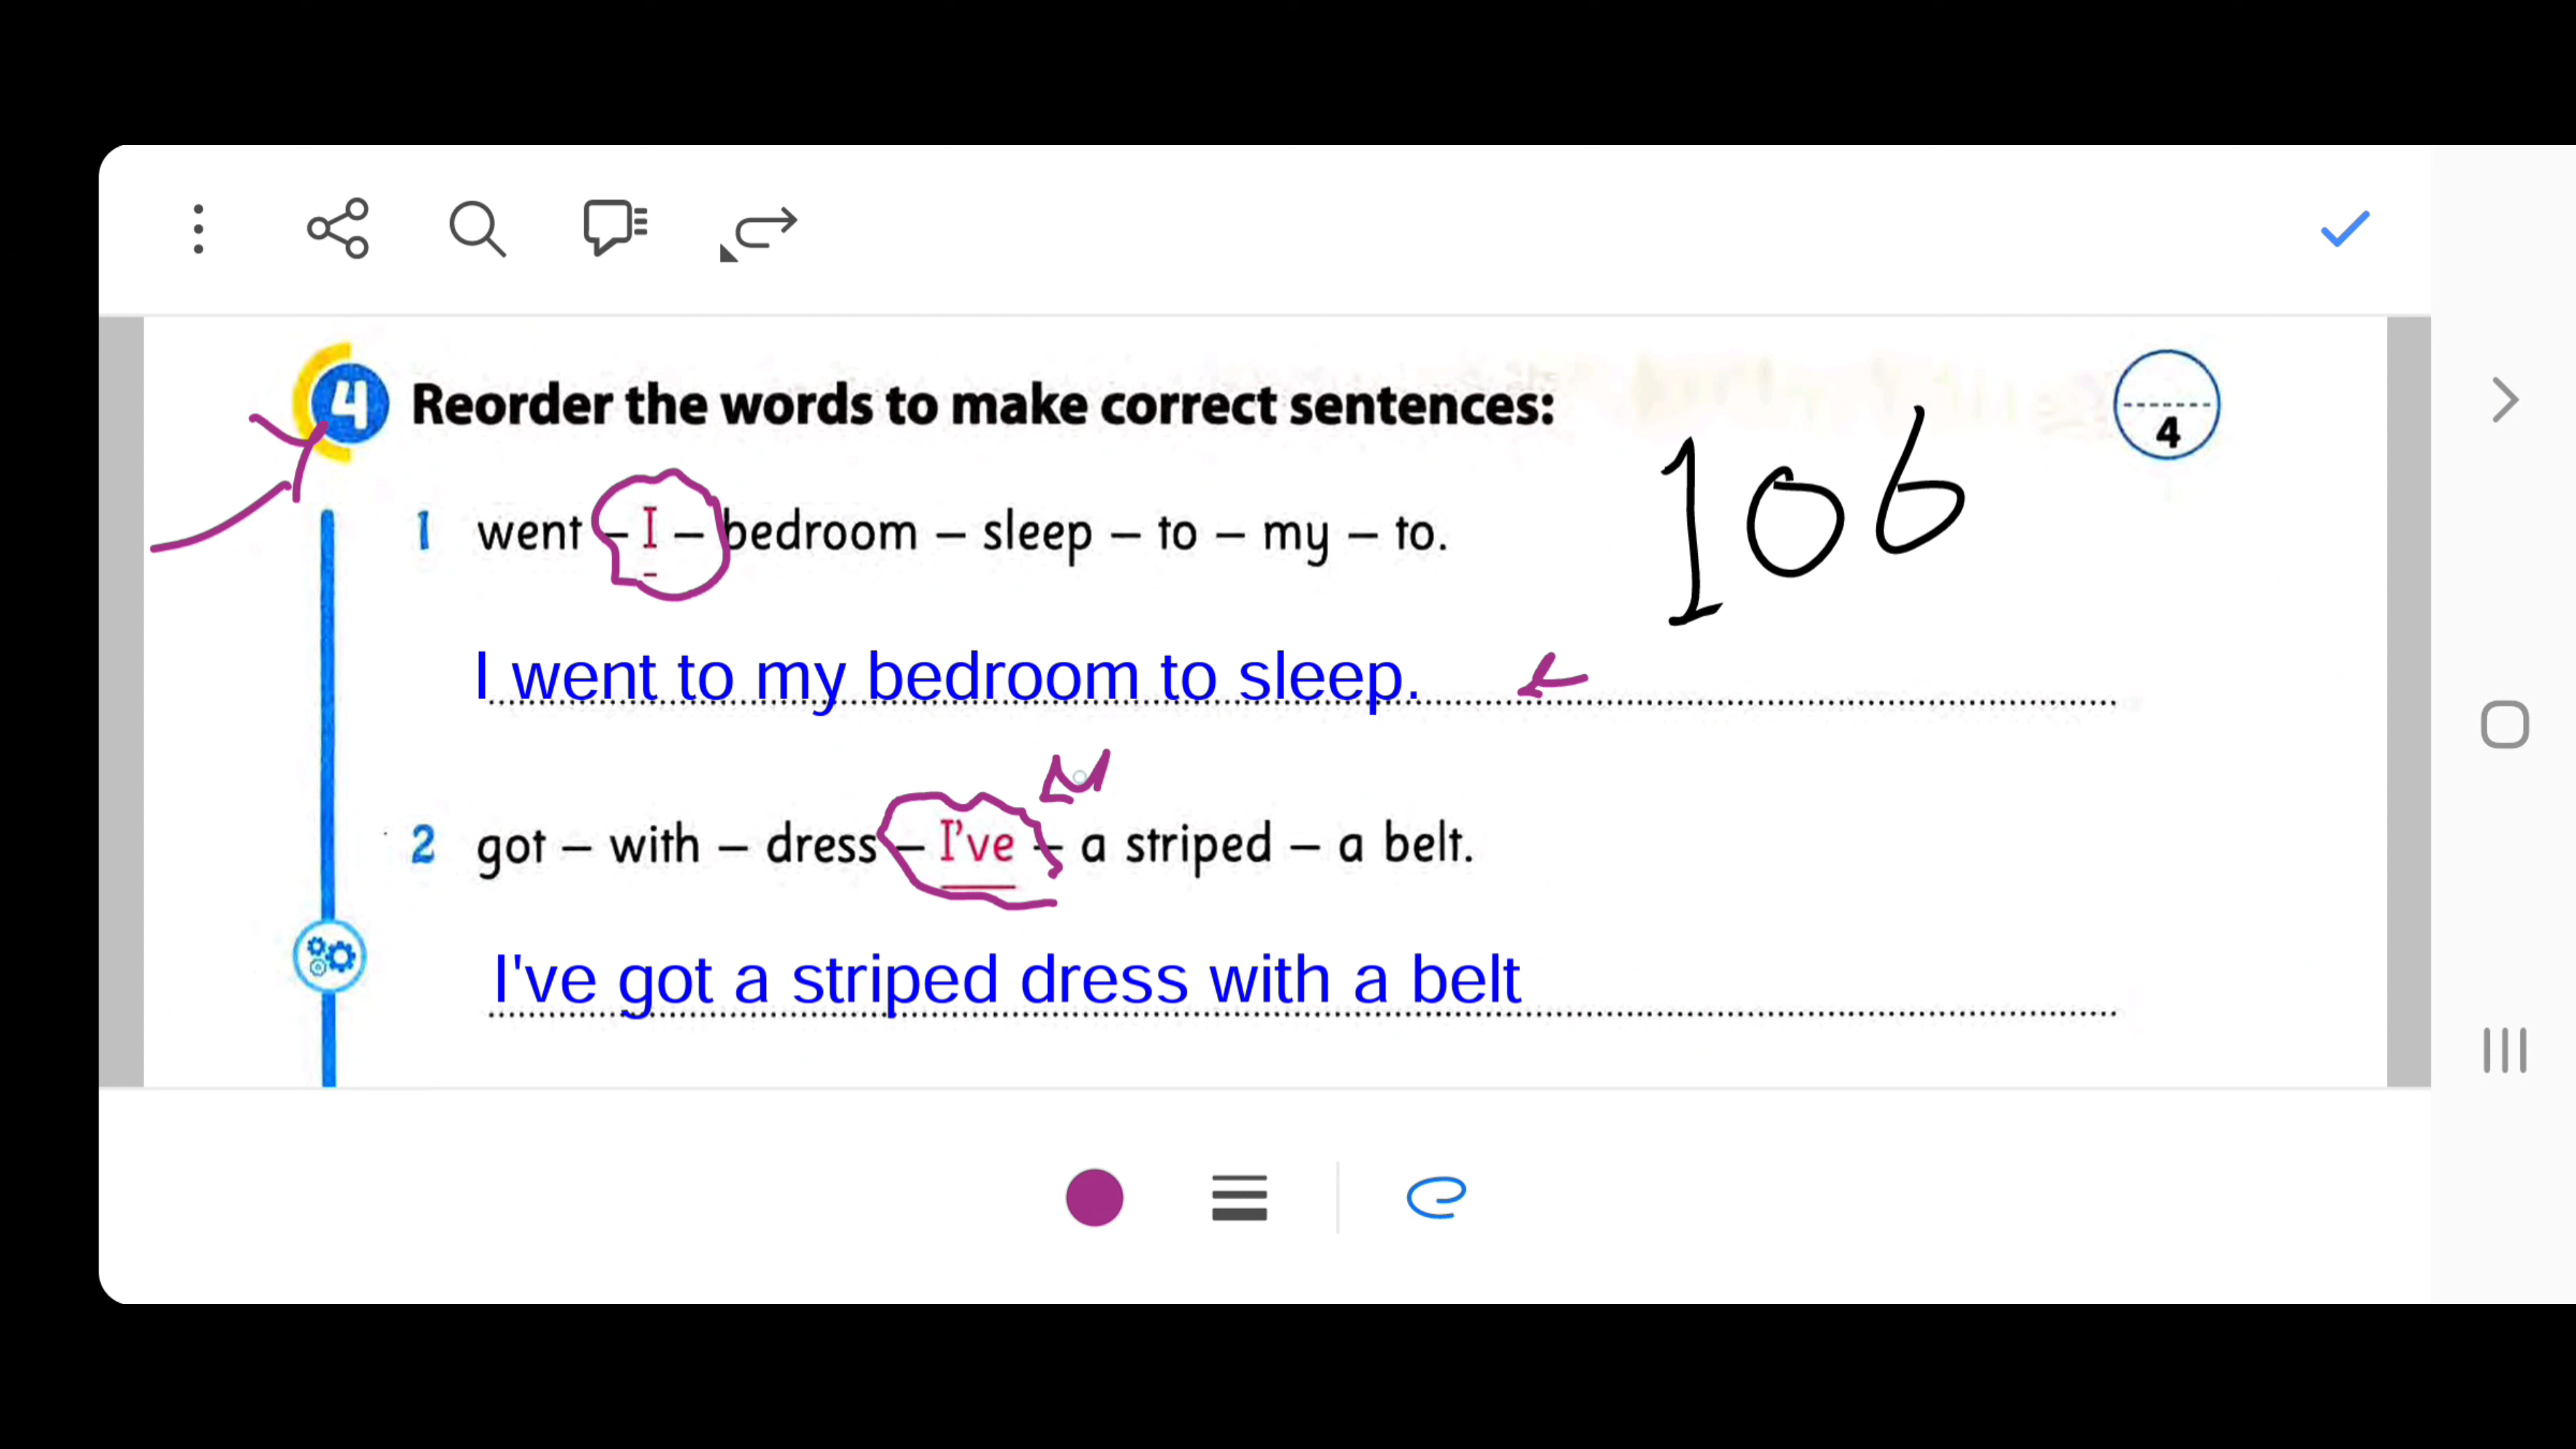 4 Reorder the words to make correct sentences:
4
106
1 went – I – bedroom – sleep – to – my – to.
I went to my bedroom to sleep.
2 got – with – dress – I've – a striped – a belt.
I've got a striped dress with a belt